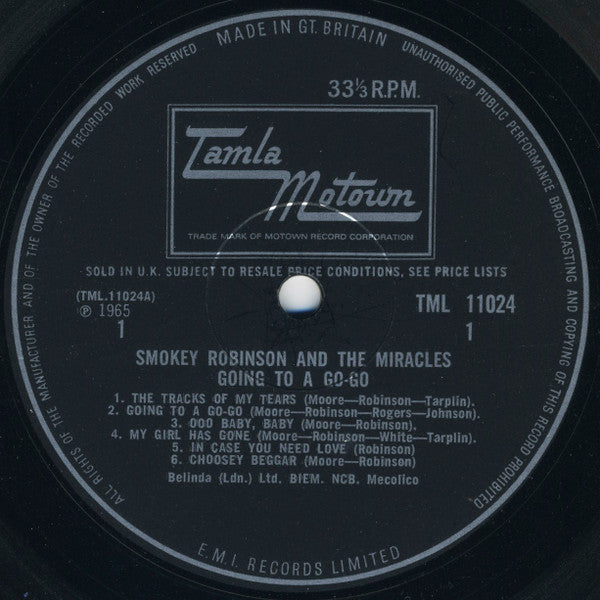 MADE IN GT. BRITAIN
ALL RIGHTS OF THE MANUFACTURER AND OF THE OWNER OF THE RECORDED WORK RESERVED
UNAUTHORISED PUBLIC PERFORMANCE BROADCASTING AND COPYING OF THIS RECORD PROHIBITED
33⅓ R.P.M.
Tamla
Motown
TRADE MARK OF MOTOWN RECORD CORPORATION
SOLD IN U.K. SUBJECT TO RESALE PRICE CONDITIONS, SEE PRICE LISTS
(TML.11024A)
℗ 1965
1
TML 11024
1
SMOKEY ROBINSON AND THE MIRACLES
GOING TO A GO-GO
1. THE TRACKS OF MY TEARS (Moore—Robinson—Tarplin).
2. GOING TO A GO-GO (Moore—Robinson—Rogers—Johnson).
3. OOO BABY, BABY (Moore—Robinson).
4. MY GIRL HAS GONE (Moore—Robinson—White—Tarplin).
5. IN CASE YOU NEED LOVE (Robinson)
6. CHOOSEY BEGGAR (Moore—Robinson)
Belinda (Ldn.) Ltd. BIEM. NCB. Mecolico
E.M.I. RECORDS LIMITED